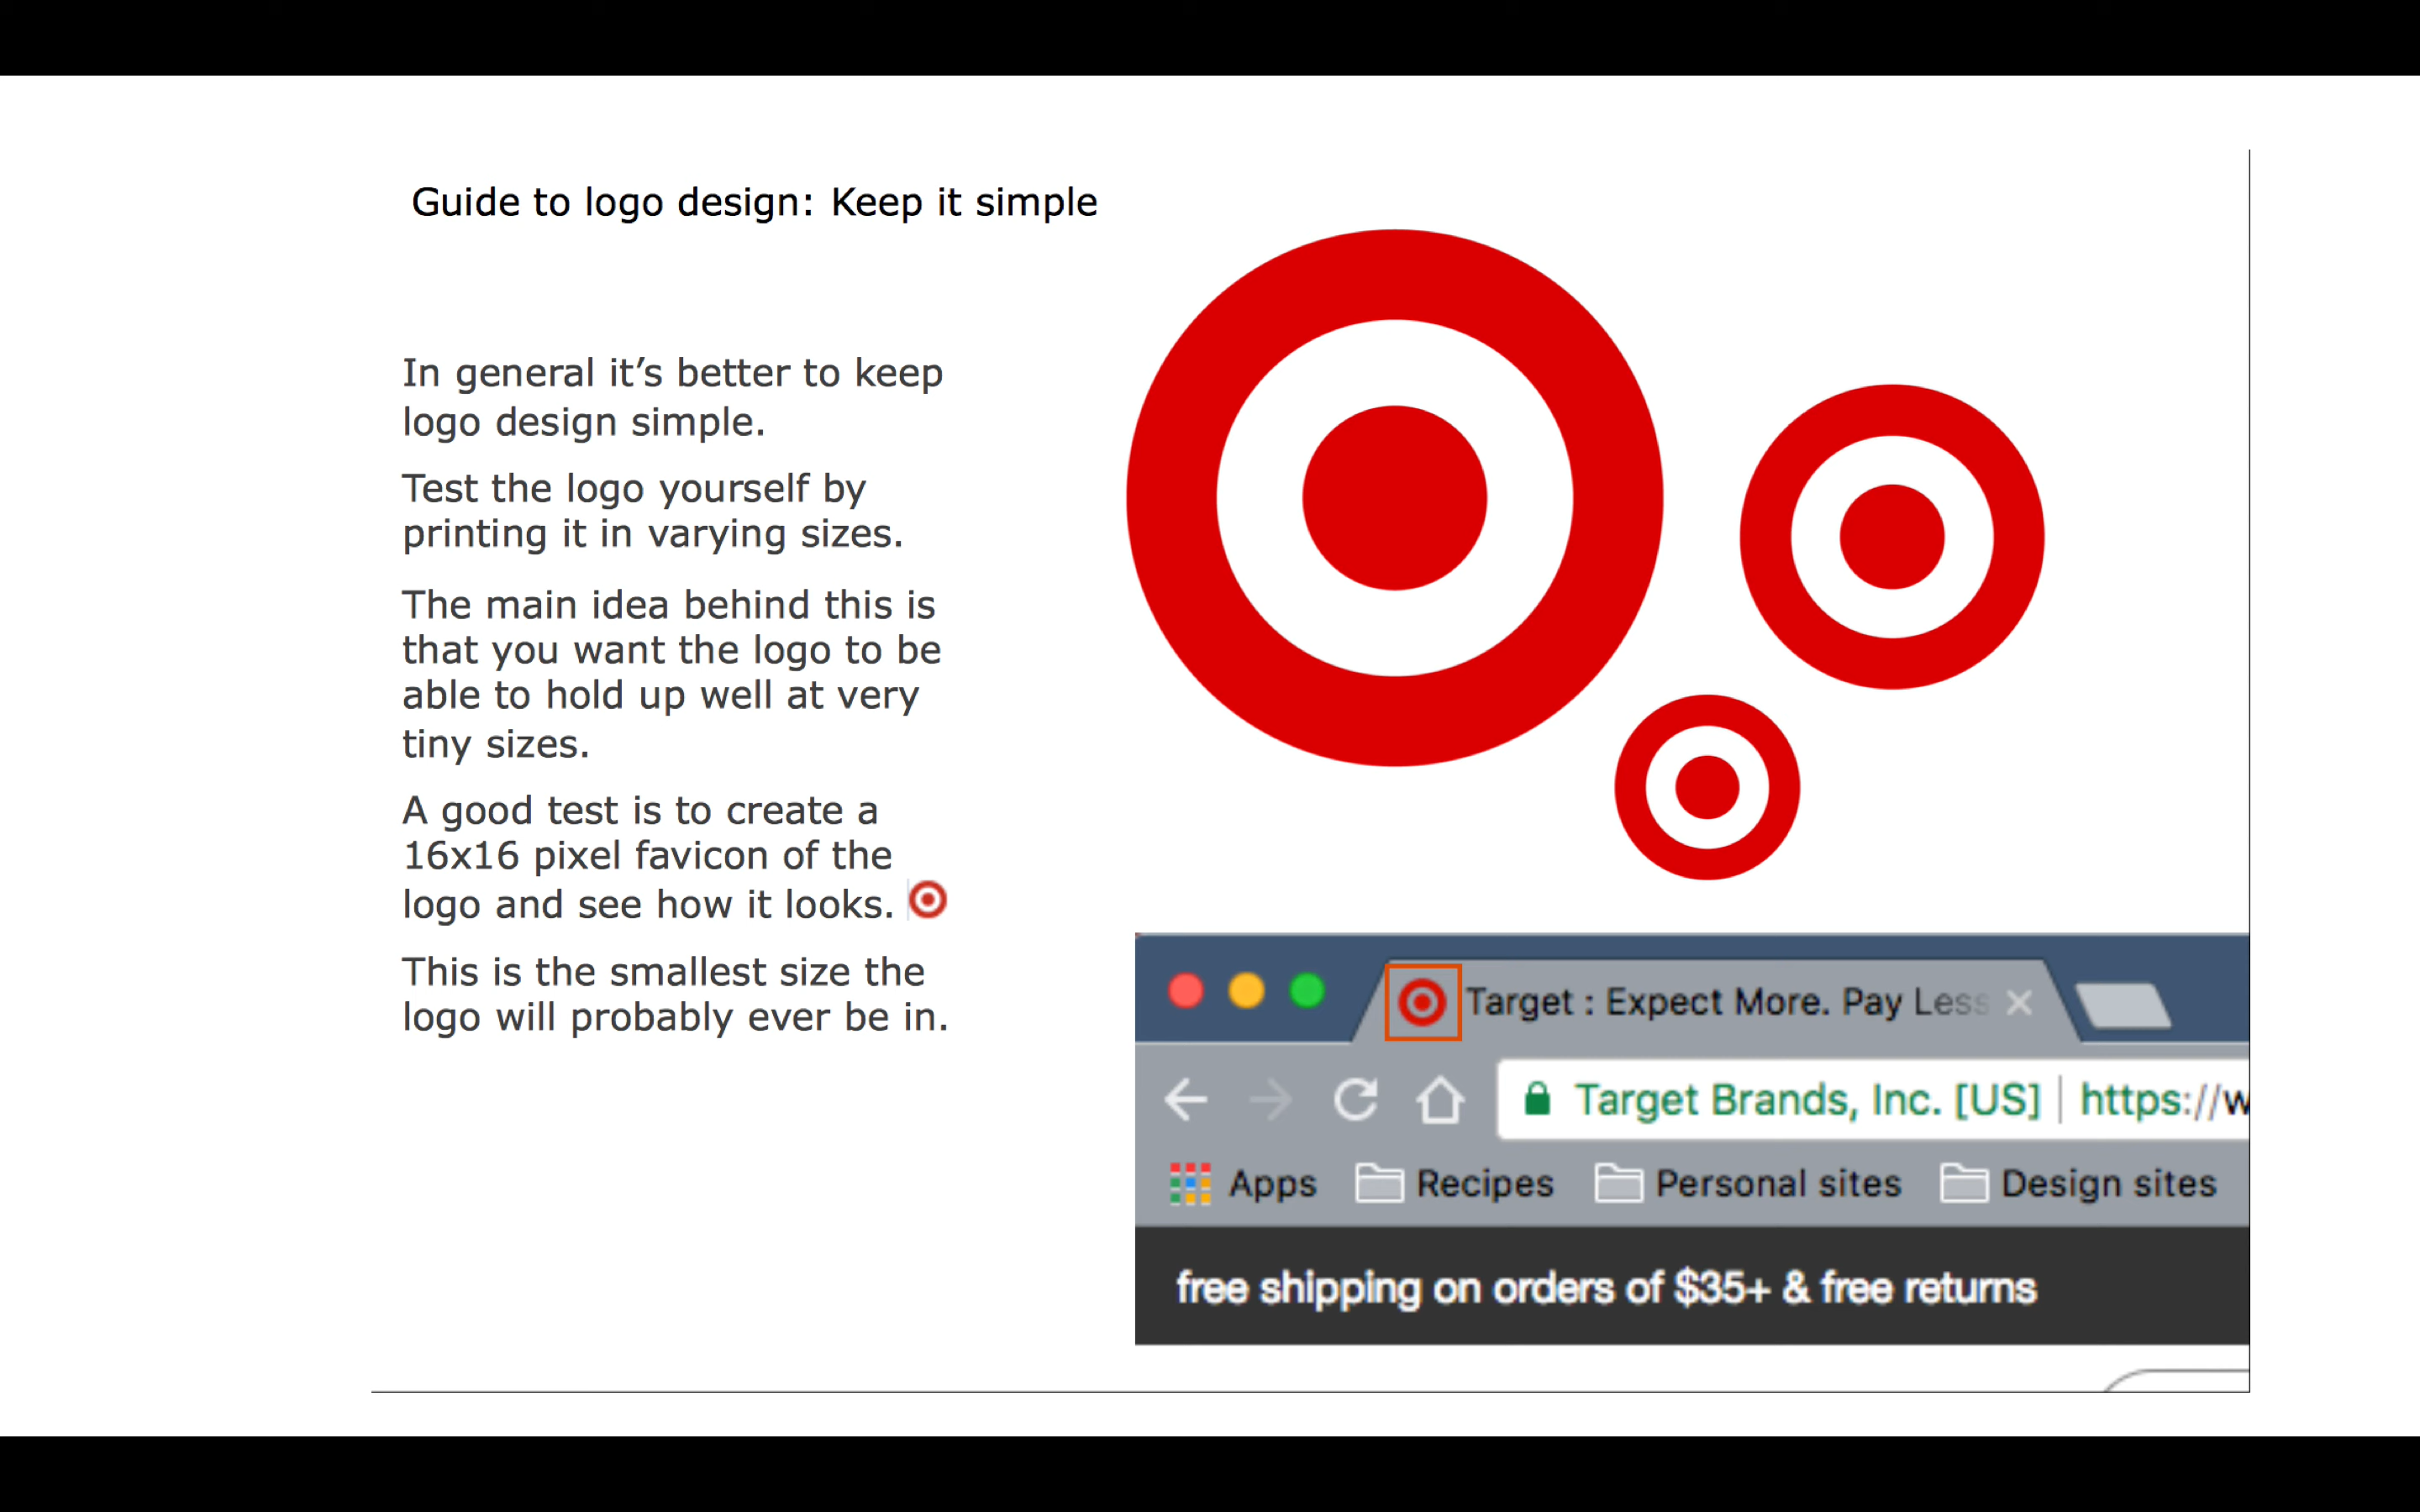 Guide to logo design: Keep it simple
In general it’s better to keep
logo design simple.
Test the logo yourself by
printing it in varying sizes.
The main idea behind this is
that you want the logo to be
able to hold up well at very
tiny sizes.
A good test is to create a
16x16 pixel favicon of the
logo and see how it looks.
This is the smallest size the
logo will probably ever be in.
Target : Expect More. Pay Less
Target Brands, Inc. [US] | https://w
Apps Recipes Personal sites Design sites
free shipping on orders of $35+ & free returns